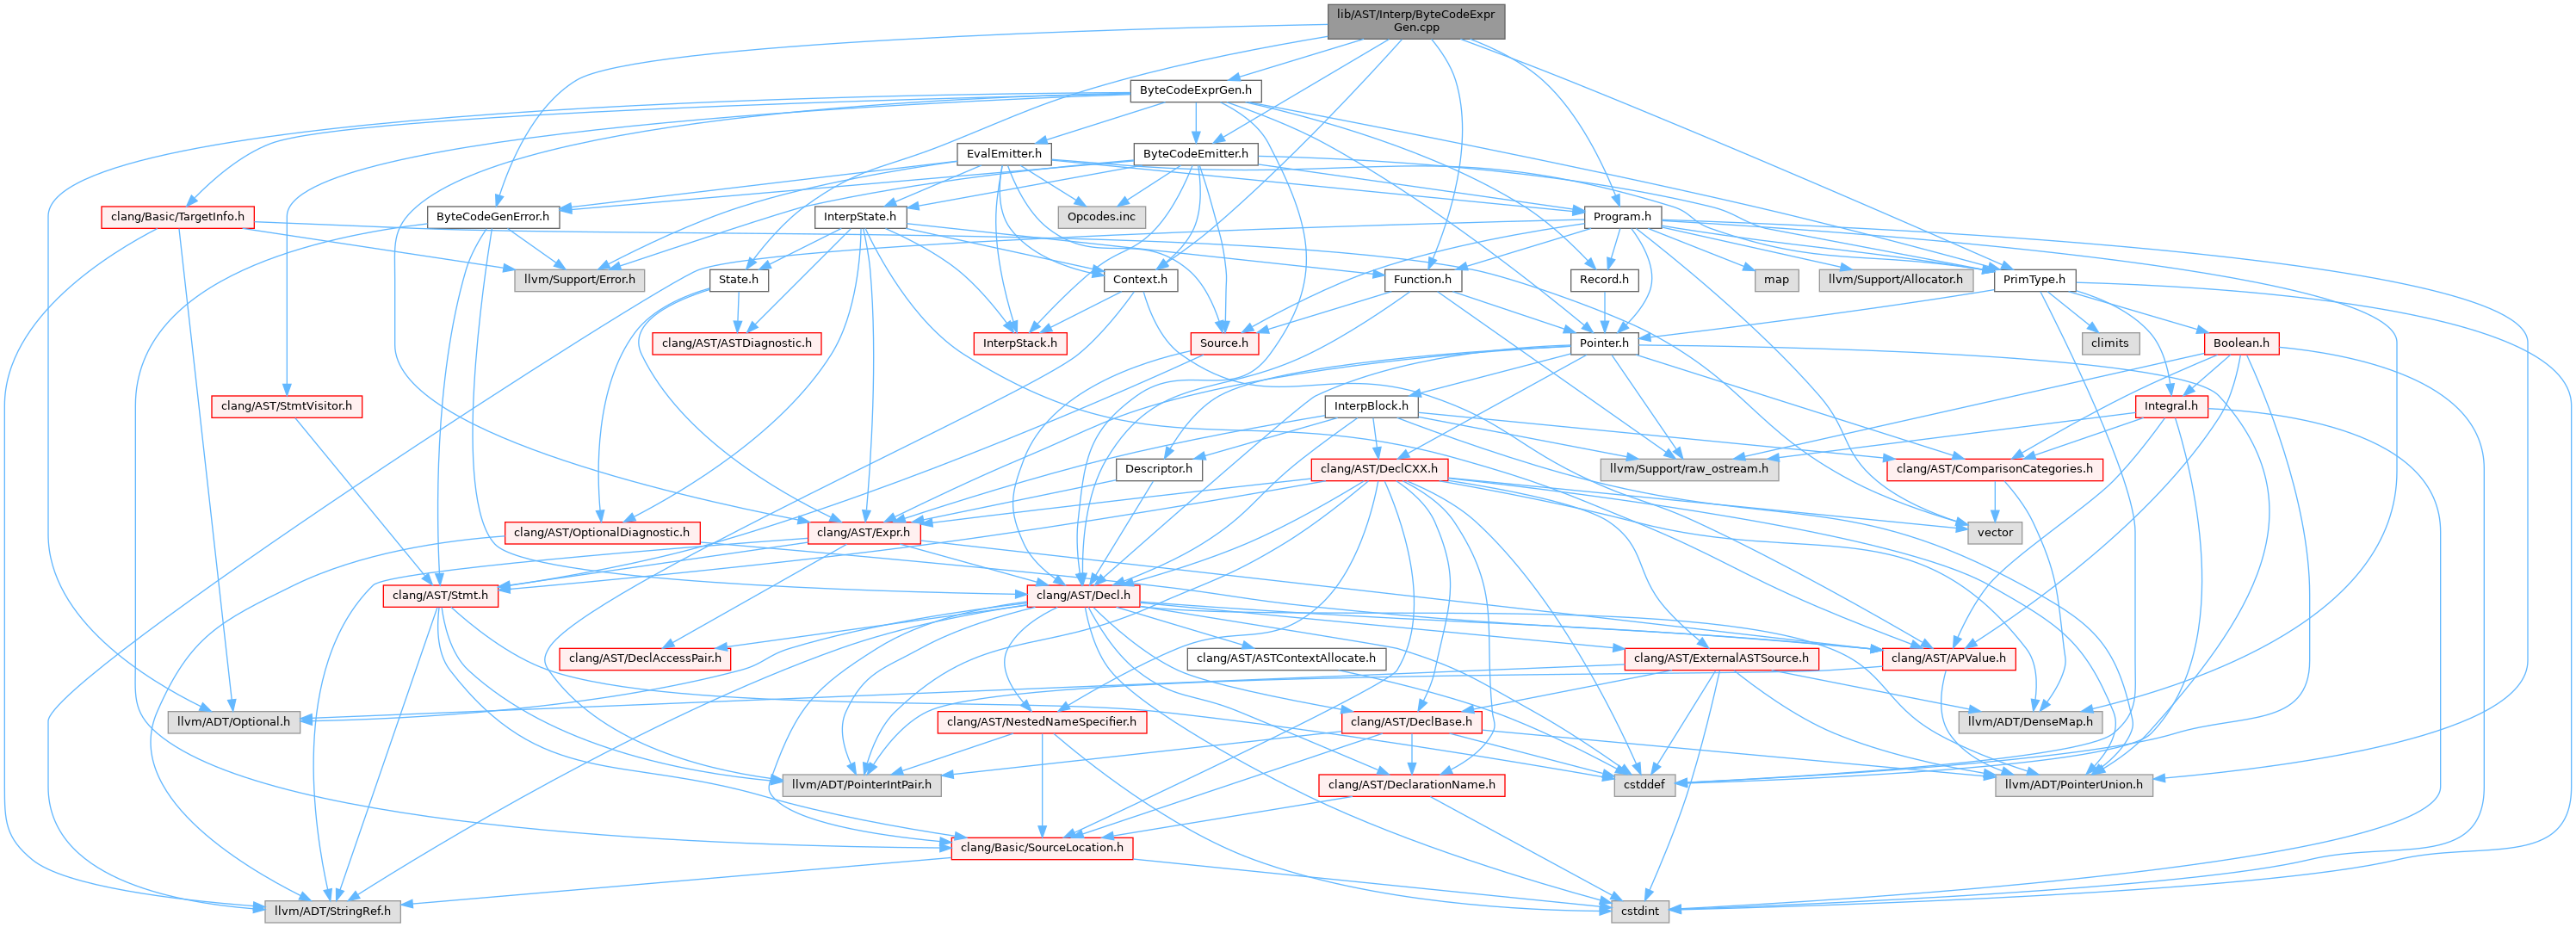 lib/AST/Interp/ByteCodeExpr
Gen.cpp
ByteCodeExprGen.h
EvalEmitter.h
ByteCodeEmitter.h
clang/Basic/TargetInfo.h
ByteCodeGenError.h
InterpState.h
Opcodes.inc
Program.h
llvm/Support/Error.h
State.h
Context.h
Function.h
Record.h
map
llvm/Support/Allocator.h
PrimType.h
clang/AST/ASTDiagnostic.h
InterpStack.h
Source.h
Pointer.h
climits
Boolean.h
clang/AST/StmtVisitor.h
InterpBlock.h
Integral.h
Descriptor.h
clang/AST/DeclCXX.h
llvm/Support/raw_ostream.h
clang/AST/ComparisonCategories.h
clang/AST/OptionalDiagnostic.h
clang/AST/Expr.h
vector
clang/AST/Stmt.h
clang/AST/Decl.h
clang/AST/DeclAccessPair.h
clang/AST/ASTContextAllocate.h
clang/AST/ExternalASTSource.h
clang/AST/APValue.h
llvm/ADT/Optional.h
clang/AST/NestedNameSpecifier.h
clang/AST/DeclBase.h
llvm/ADT/DenseMap.h
llvm/ADT/PointerIntPair.h
clang/AST/DeclarationName.h
cstddef
llvm/ADT/PointerUnion.h
clang/Basic/SourceLocation.h
llvm/ADT/StringRef.h
cstdint